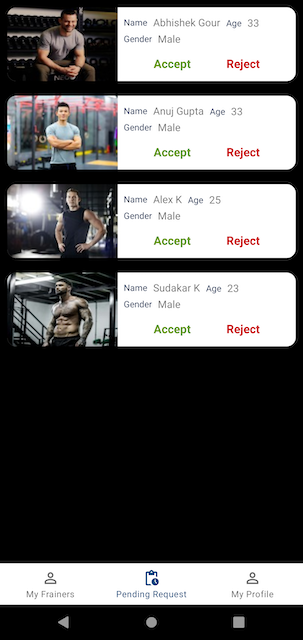 Name Abhishek Gour Age 33
Gender Male
Accept Reject
Name Anuj Gupta Age 33
Gender Male
Accept Reject
Name Alex K Age 25
Gender Male
Accept Reject
Name Sudakar K Age 23
Gender Male
Accept Reject
My Frainers Pending Request My Profile